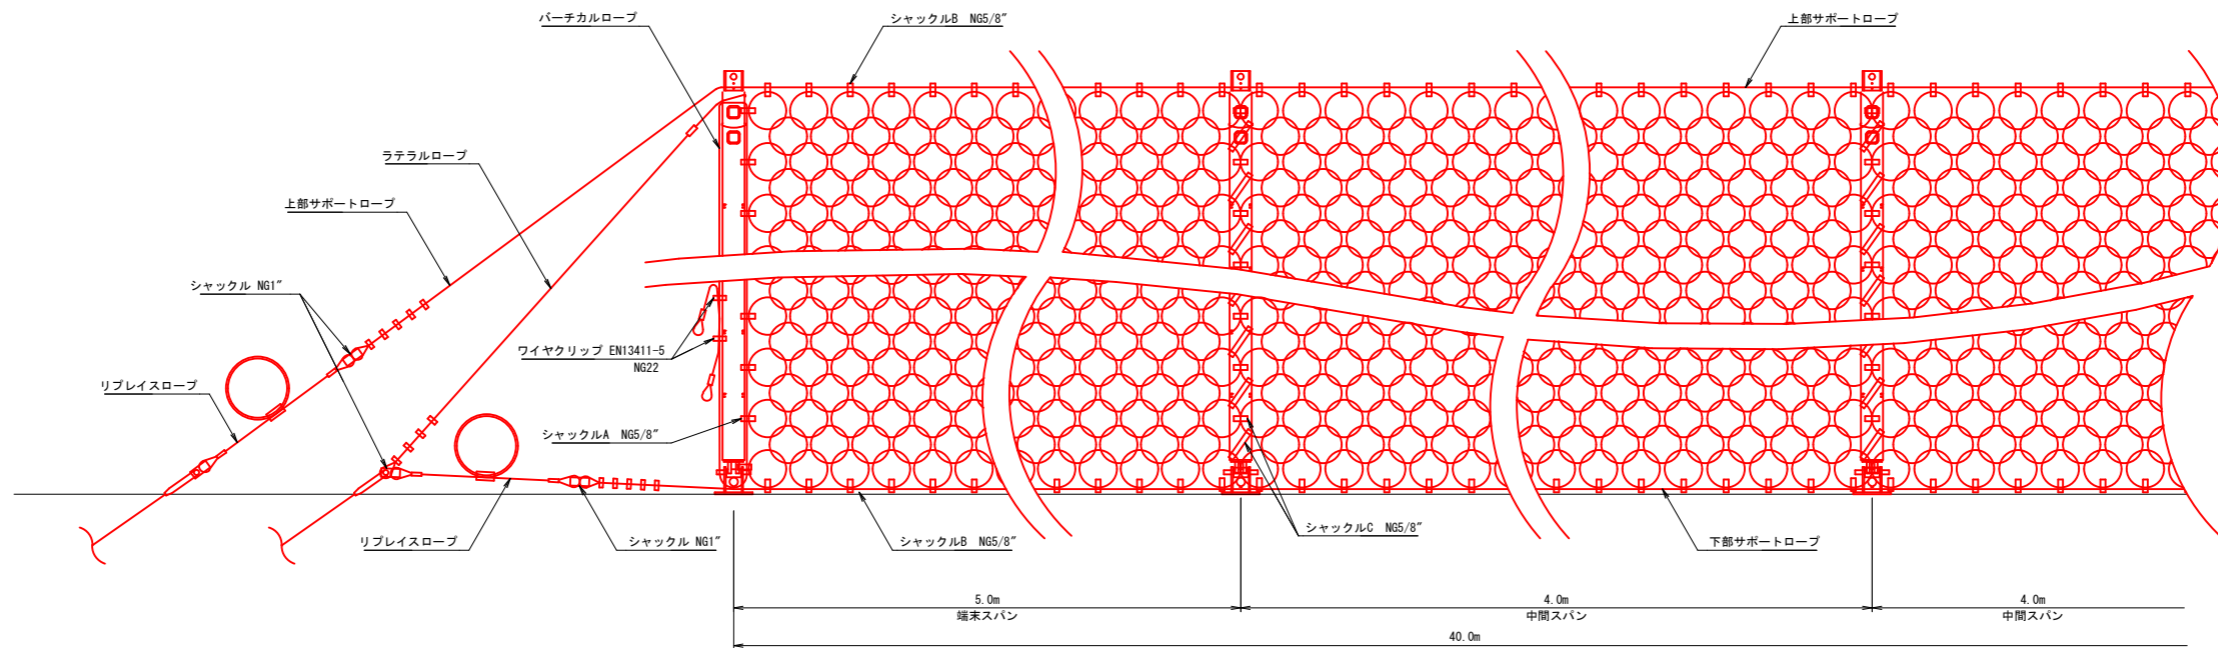 バーチカルロープ
シャックルB NG5/8"
上部サポートロープ
ラテラルロープ
上部サポートロープ
シャックル NG1"
ワイヤクリップ EN13411-5
NG22
リプレイスロープ
シャックルA NG5/8"
リプレイスロープ
シャックル NG1"
シャックルB NG5/8"
シャックルC NG5/8"
下部サポートロープ
5.0m
端末スパン
4.0m
中間スパン
4.0m
中間スパン
40.0m